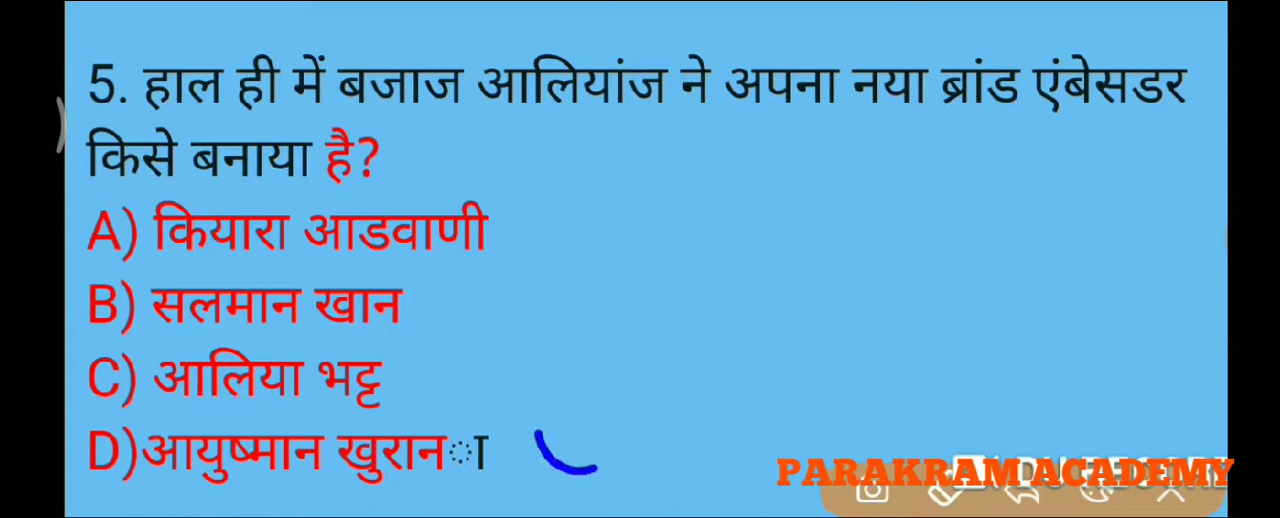 5. हाल ही में बजाज आलियांज ने अपना नया ब्रांड एंबेसडर
किसे बनाया है?
A) कियारा आडवाणी
B) सलमान खान
C) आलिया भट्ट
D)आयुष्मान खुराना
PARAKRAM ACADEMY